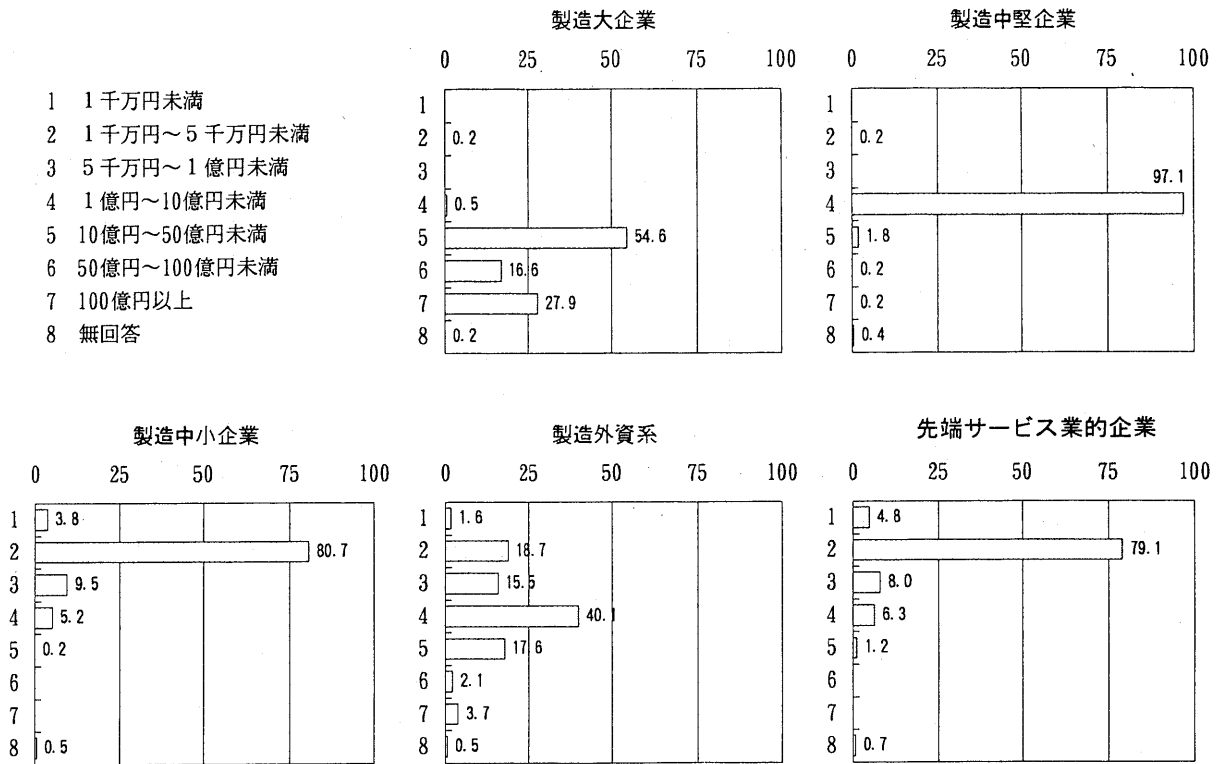 製造大企業
製造中堅企業
0 25 50 75 100
0 25 50 75 100
1 1千万円未満
2 1千万円～5千万円未満
3 5千万円～1億円未満
4 1億円～10億円未満
5 10億円～50億円未満
6 50億円～100億円未満
7 100億円以上
8 無回答
1
2 0.2
3
4 0.5
5 54.6
6 16.6
7 27.9
8 0.2
1
2 0.2
3
4 97.1
5 1.8
6 0.2
7 0.2
8 0.4
製造中小企業
製造外資系
先端サービス業的企業
0 25 50 75 100
0 25 50 75 100
0 25 50 75 100
1 3.8
2 80.7
3 9.5
4 5.2
5 0.2
6
7
8 0.5
1 1.6
2 18.7
3 15.5
4 40.1
5 17.6
6 2.1
7 3.7
8 0.5
1 4.8
2 79.1
3 8.0
4 6.3
5 1.2
6
7
8 0.7